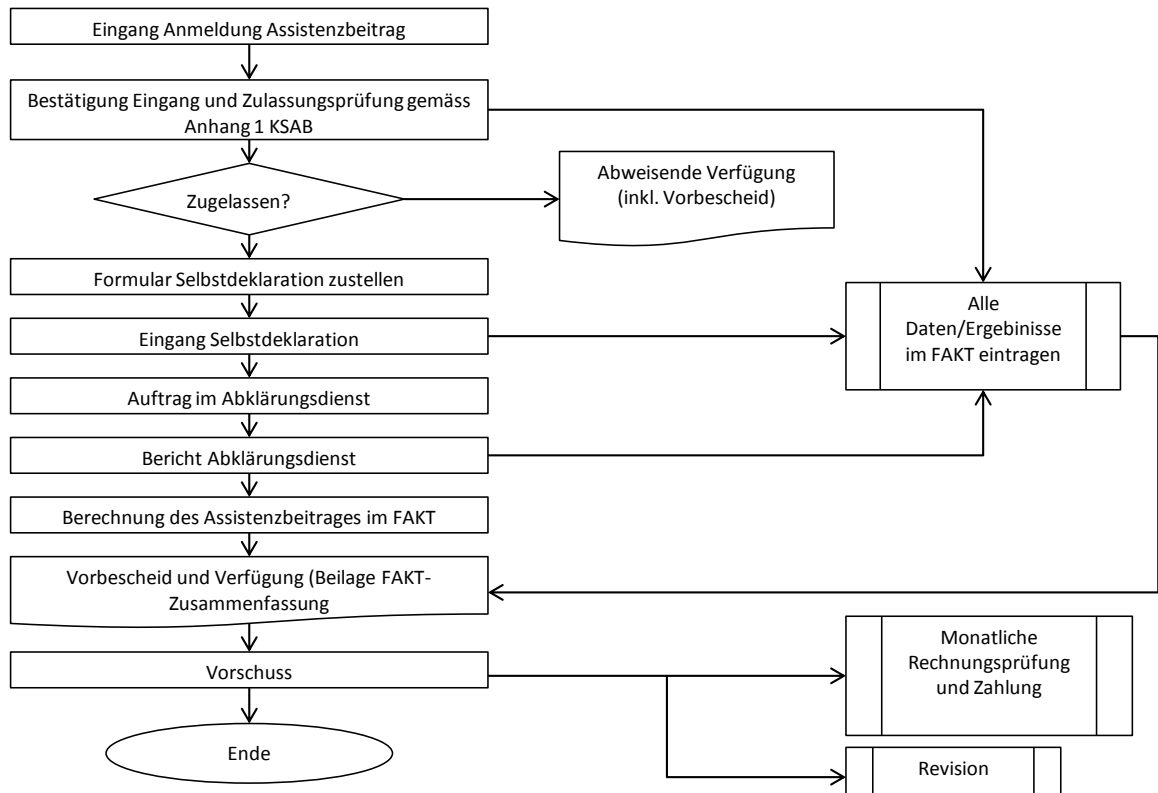 Eingang Anmeldung Assistenzbeitrag
Bestätigung Eingang und Zulassungsprüfung gemäss
Anhang 1 KSAB
Zugelassen?
Abweisende Verfügung
(inkl. Vorbescheid)
Formular Selbstdeklaration zustellen
Eingang Selbstdeklaration
Alle
Daten/Ergebinisse
im FAKT eintragen
Auftrag im Abklärungsdienst
Bericht Abklärungsdienst
Berechnung des Assistenzbeitrages im FAKT
Vorbescheid und Verfügung (Beilage FAKT-
Zusammenfassung
Vorschuss
Monatliche
Rechnungsprüfung
und Zahlung
Ende
Revision